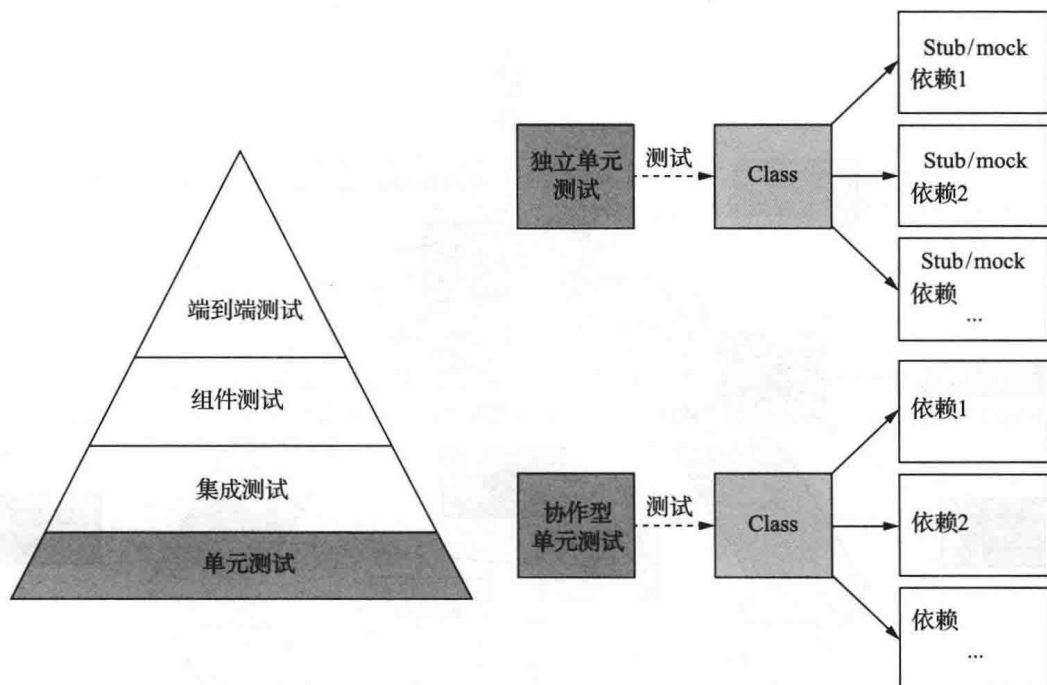 端到端测试
组件测试
集成测试
单元测试
独立单元
测试
测试
Class
Stub/mock
依赖1
Stub/mock
依赖2
Stub/mock
依赖
...
协作型
单元测试
测试
Class
依赖1
依赖2
依赖
...